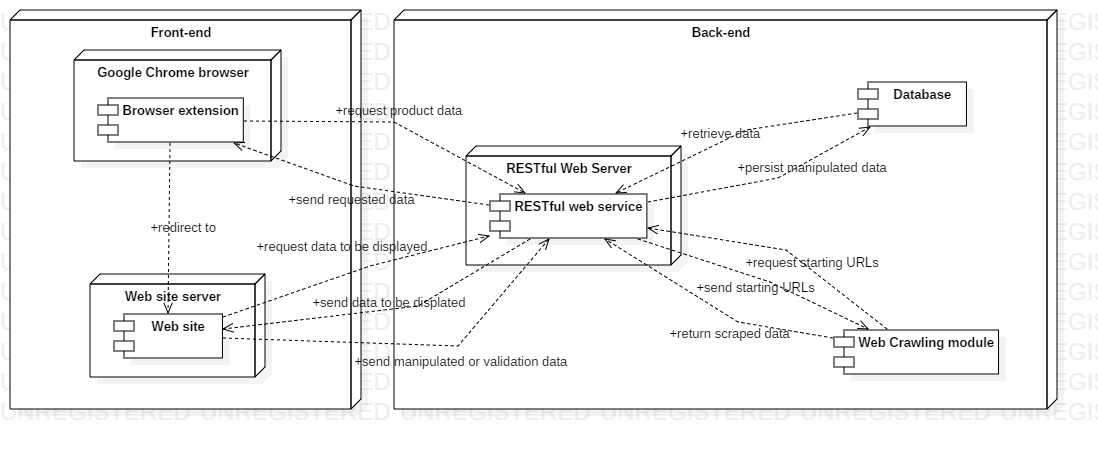 Front-end
Back-end
Google Chrome browser
Browser extension
Database
+request product data
+retrieve data
RESTful Web Server
+persist manipulated data
+send requested data
RESTful web service
+redirect to
+request data to be displayed
+request starting URLs
+send starting URLs
Web site server
+send data to be displated
Web site
+return scraped data
Web Crawling module
+send manipulated or validation data
UNREGISTERED UNREGISTERED UNREGISTERED UNREGISTERED UNREGISTERED UNREGIS